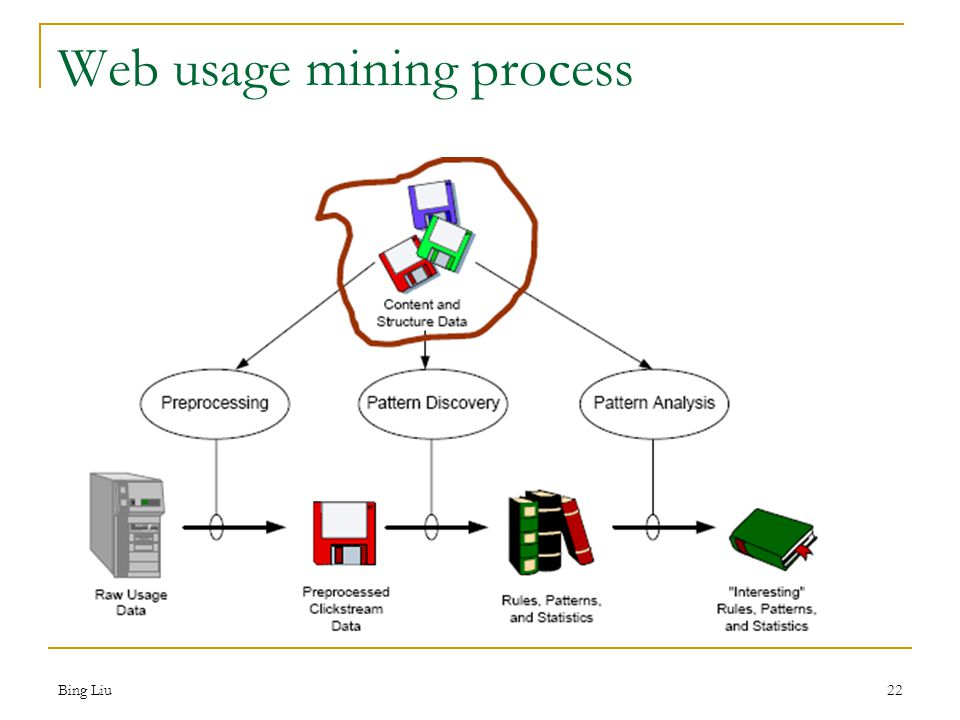 Web usage mining process
Content and
Structure Data
Preprocessing
Pattern Discovery
Pattern Analysis
Raw Usage
Data
Preprocessed
Clickstream
Data
Rules, Patterns,
and Statistics
"Interesting"
Rules, Patterns,
and Statistics
Bing Liu
22